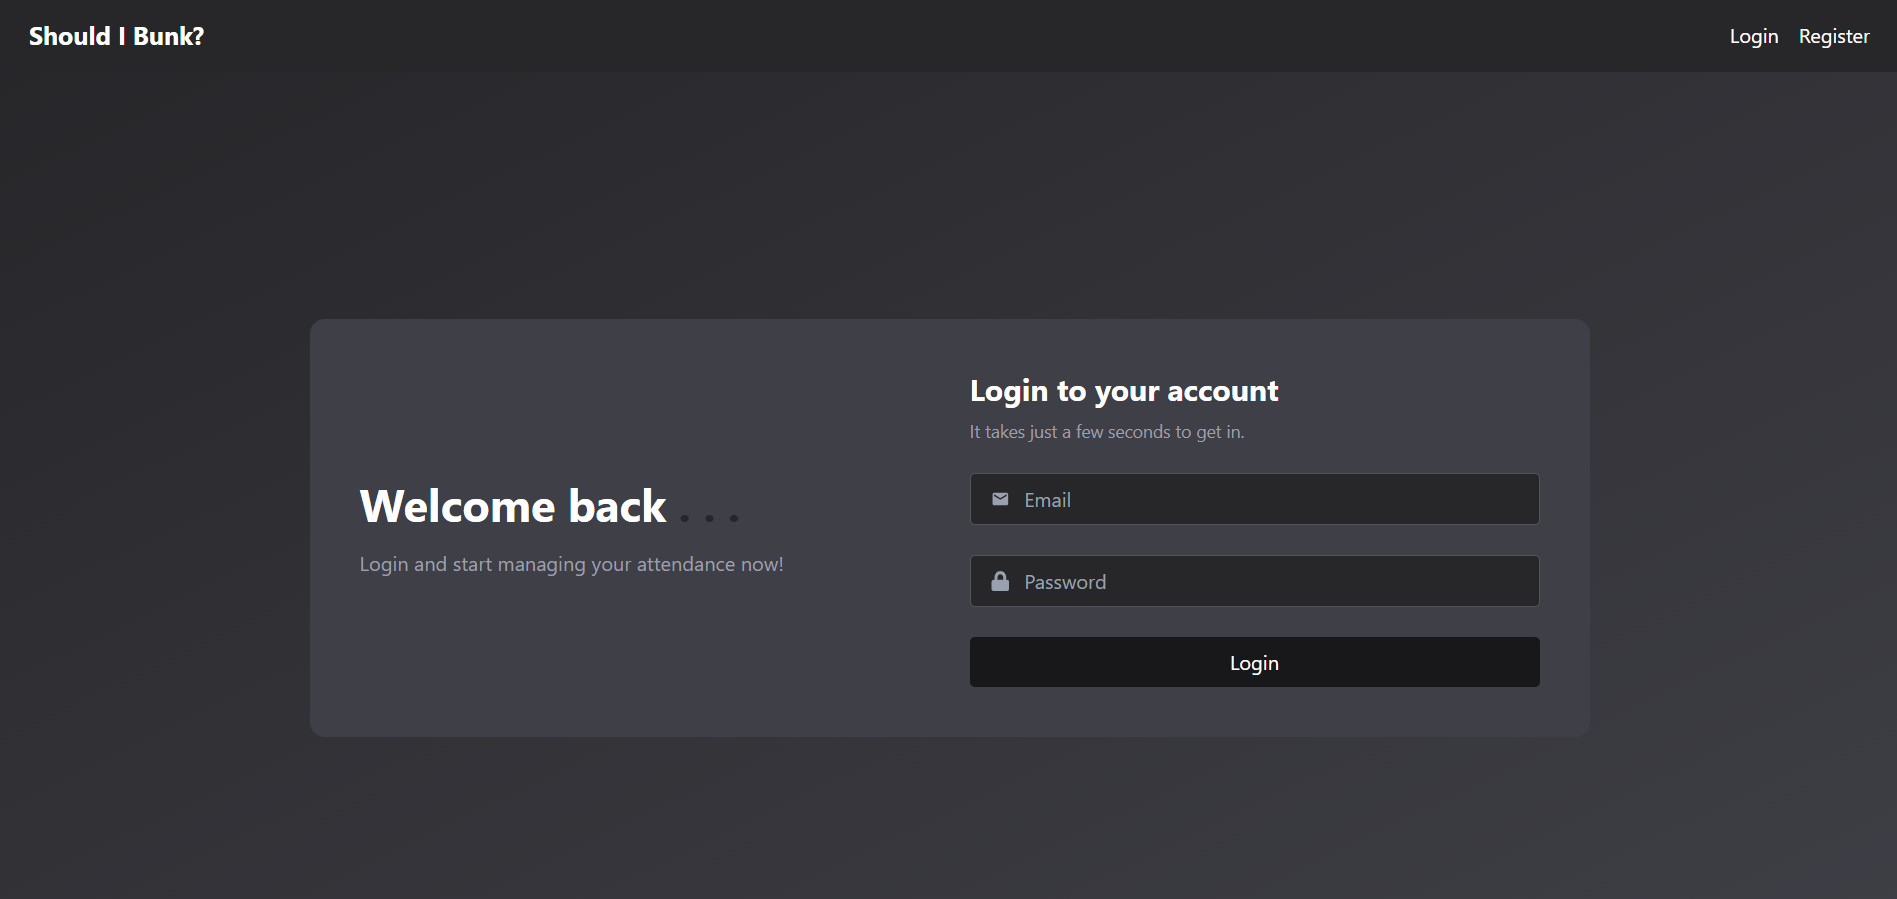 Should I Bunk?
Login Register
Welcome back . . .
Login and start managing your attendance now!
Login to your account
It takes just a few seconds to get in.
Email
Password
Login